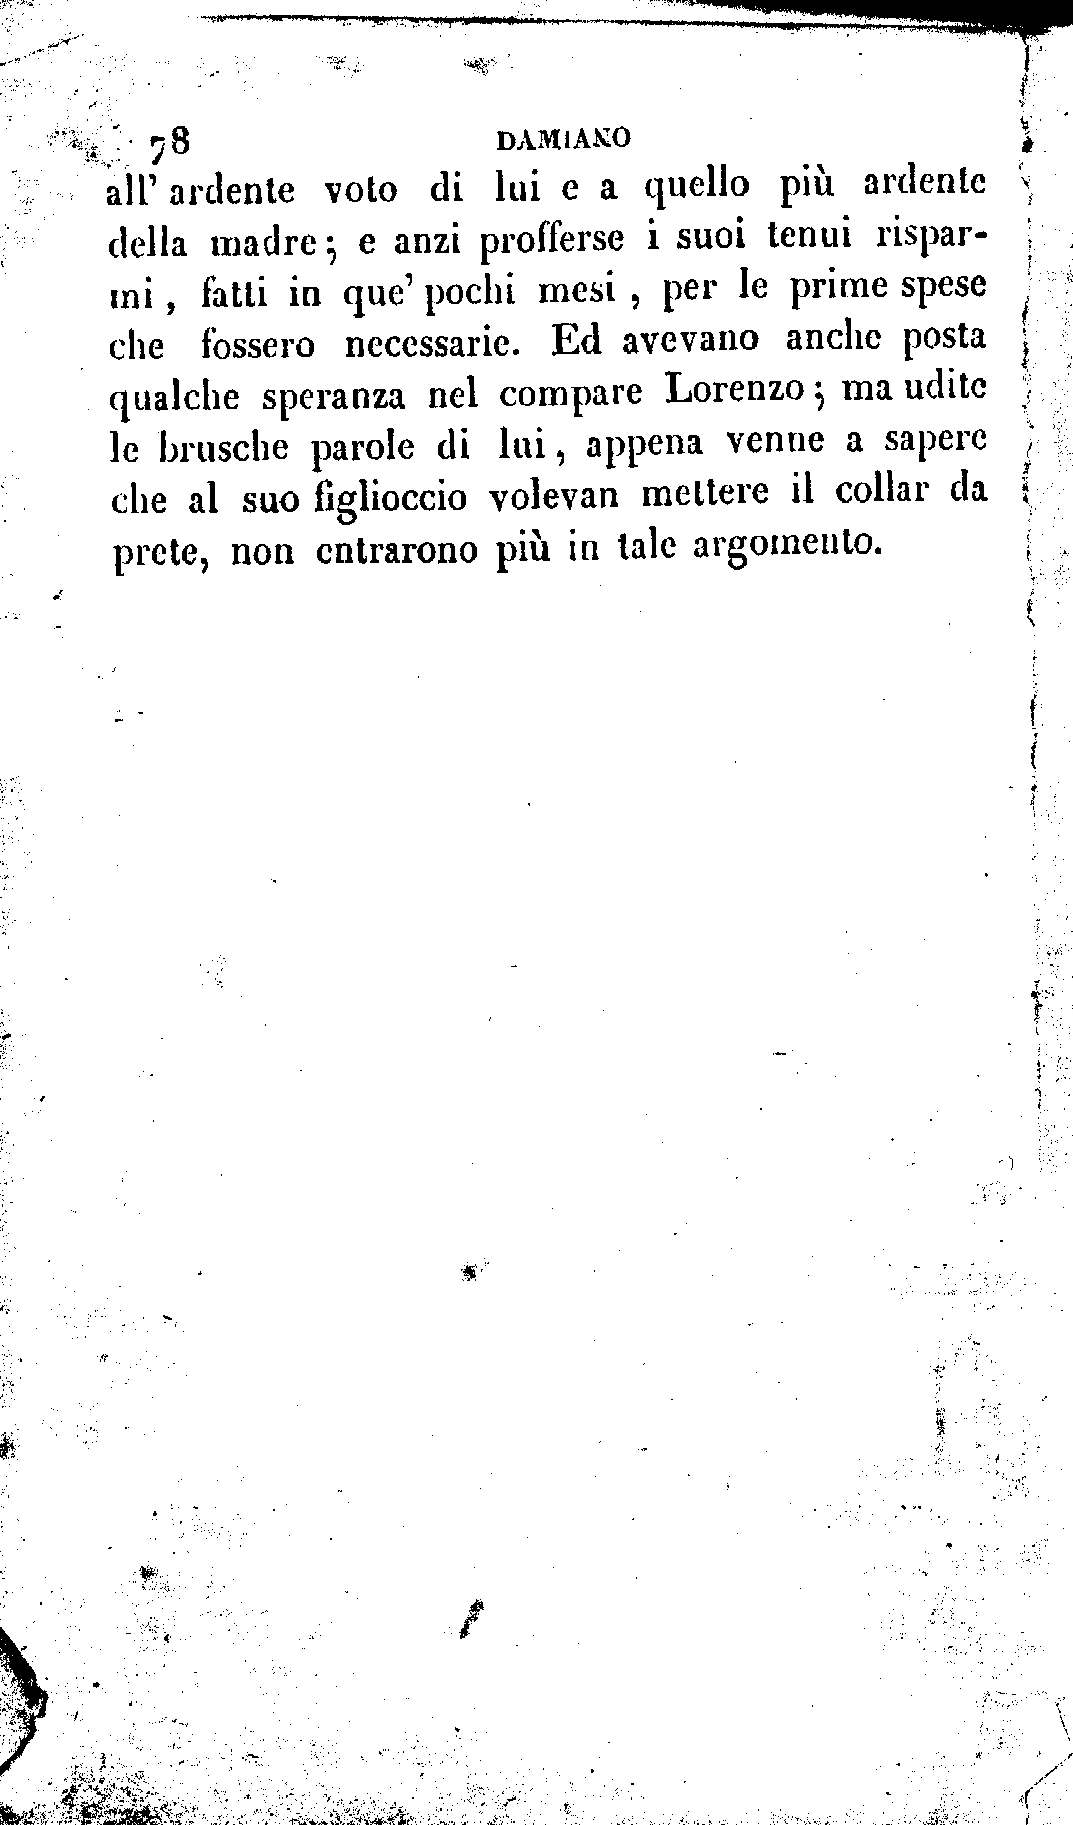 78 DAMIANO
all' ardente voto di lui e a quello più ardente
della madre; e anzi profferse i suoi tenui rispar-
mi, fatti in que' pochi mesi, per le prime spese
che fossero necessarie. Ed avevano anche posta
qualche speranza nel compare Lorenzo; ma udite
le brusche parole di lui, appena venne a sapere
che al suo figlioccio volevan mettere il collar da
prete, non entrarono più in tale argomento.